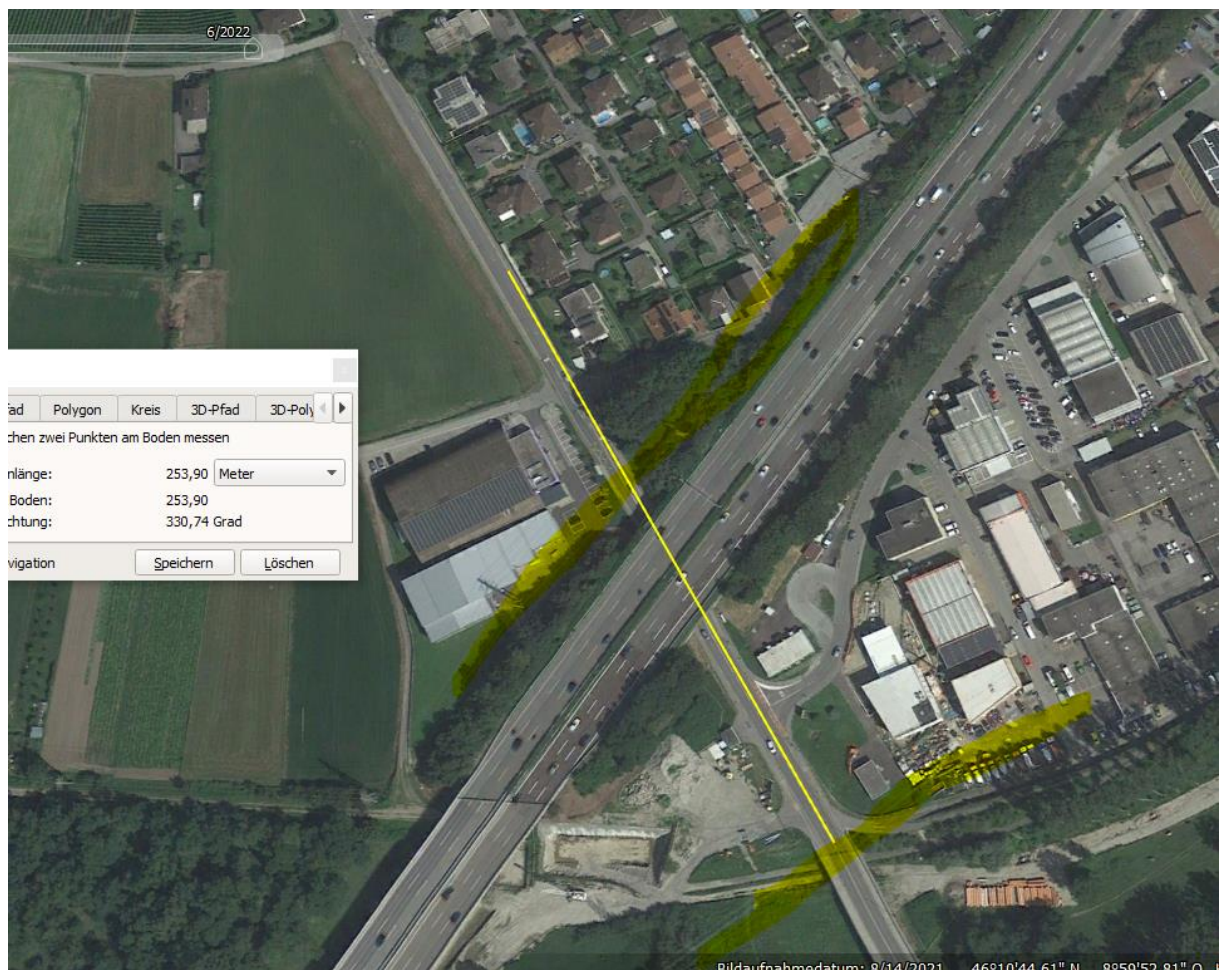 6/2022
fad Polygon Kreis 3D-Pfad 3D-Poly
chen zwei Punkten am Boden messen
nlänge: 253,90 Meter
Boden: 253,90
chtung: 330,74 Grad
vigation Speichern Löschen
Bildaufnahmedatum: 8/14/2021 46°10'44.61" N 8°59'52.81" O